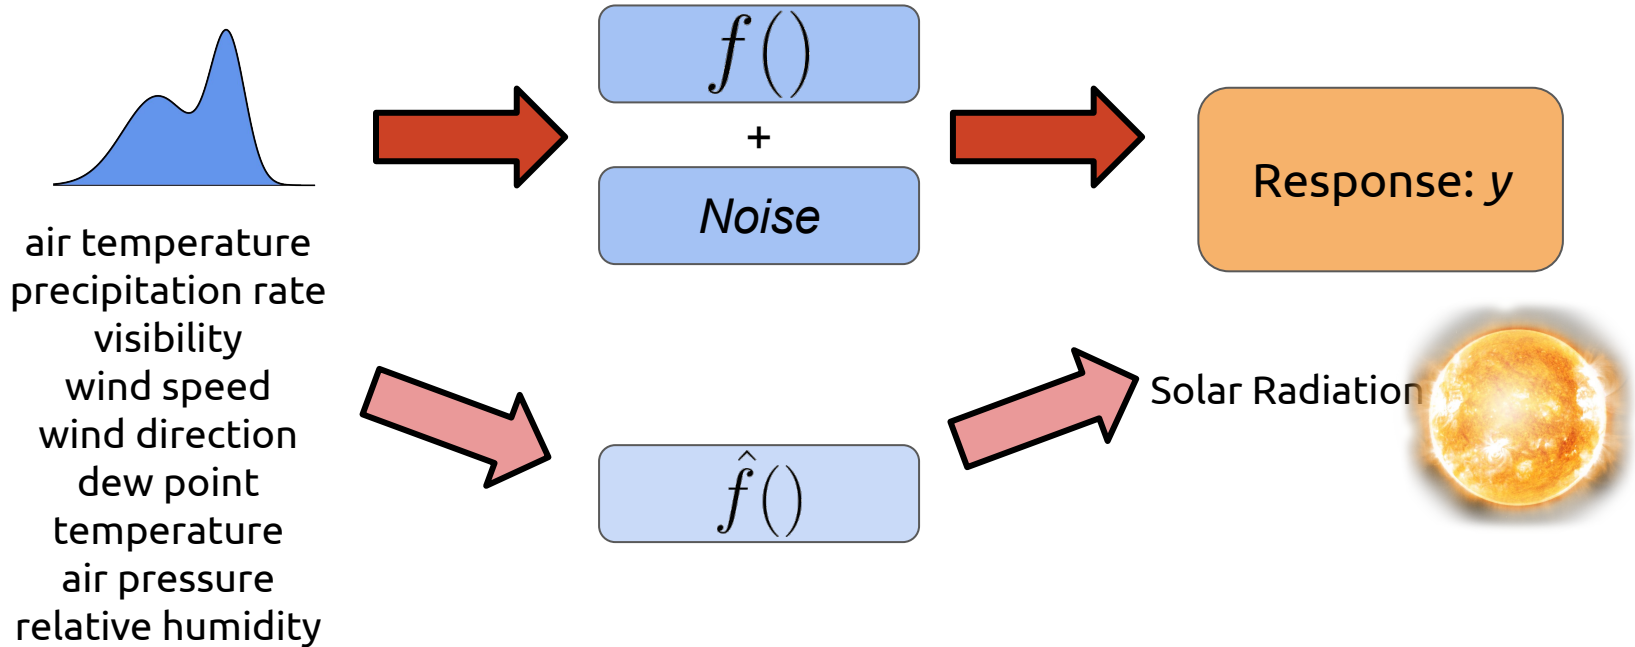 f ()
+
Noise
Response: y
air temperature
precipitation rate
visibility
wind speed
wind direction
dew point
temperature
air pressure
relative humidity
f̂ ()
Solar Radiation